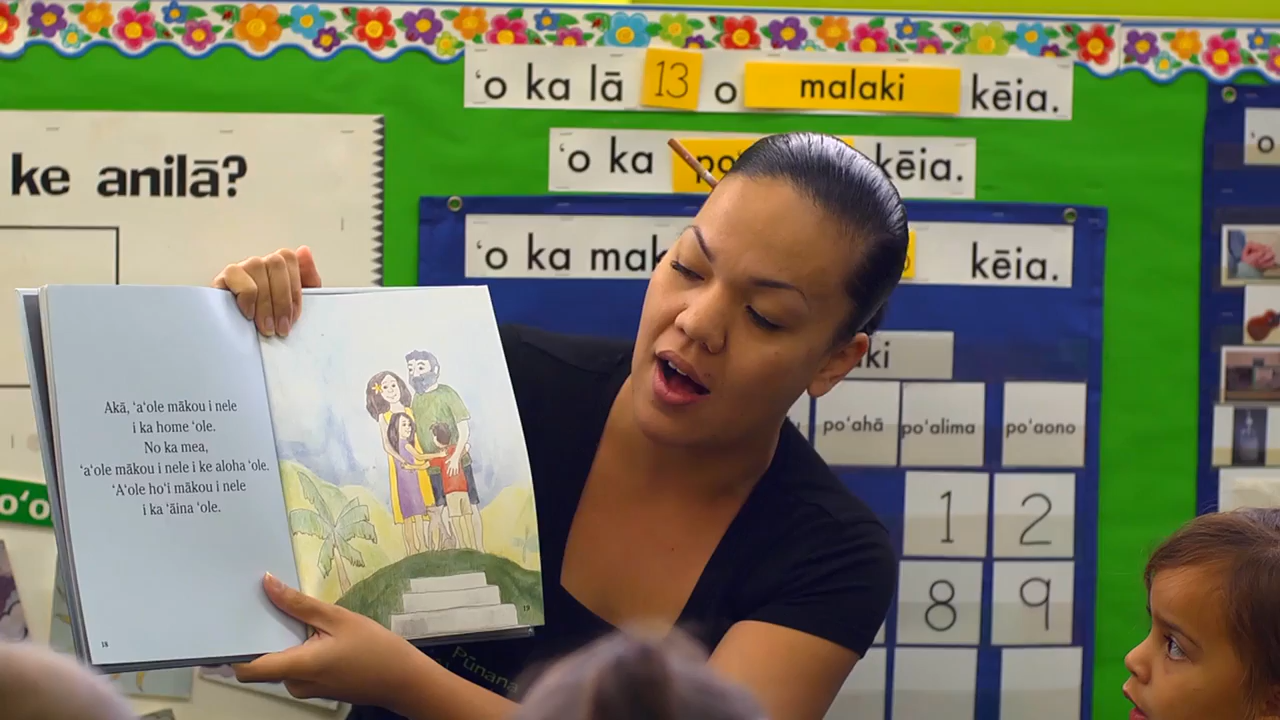 ʻo ka lā 13 o malaki kēia.
ʻo ka kēia.
ke anilā?
ʻo ka kēia.
Akā, ʻaʻole mākou i nele
i ka home ʻole.
No ka mea,
ʻaʻole mākou i nele i ke aloha ʻole.
ʻAʻole hoʻi mākou i nele
i ka ʻāina ʻole.
18
19
poʻahā poʻalima poʻaono
1 2
8 9
Pūnana
ʻo